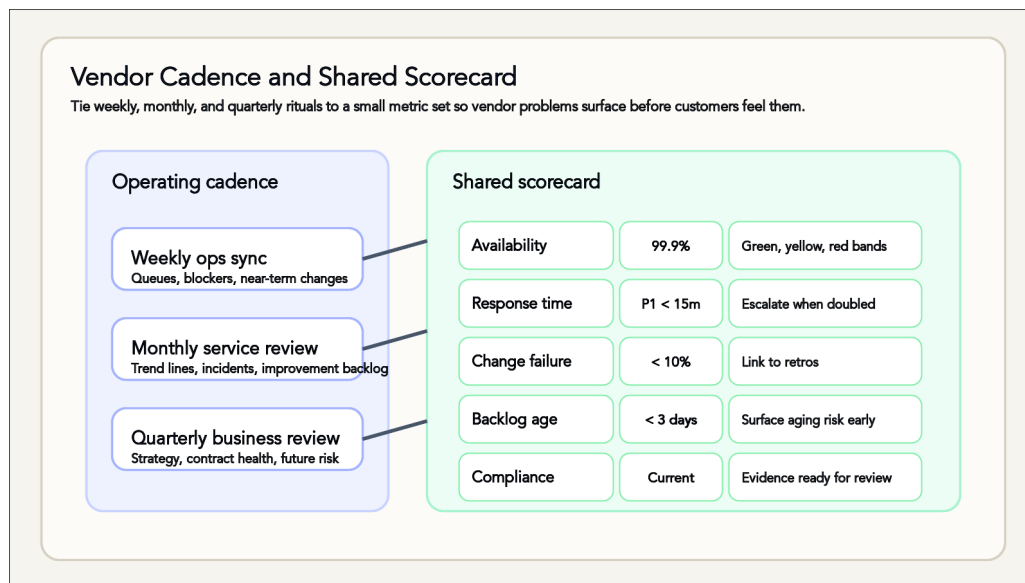 Vendor Cadence and Shared Scorecard
Tie weekly, monthly, and quarterly rituals to a small metric set so vendor problems surface before customers feel them.
Operating cadence
Weekly ops sync
Queues, blockers, near-term changes
Monthly service review
Trend lines, incidents, improvement backlog
Quarterly business review
Strategy, contract health, future risk
Shared scorecard
Availability 99.9% Green, yellow, red bands
Response time P1 < 15m Escalate when doubled
Change failure < 10% Link to retros
Backlog age < 3 days Surface aging risk early
Compliance Current Evidence ready for review